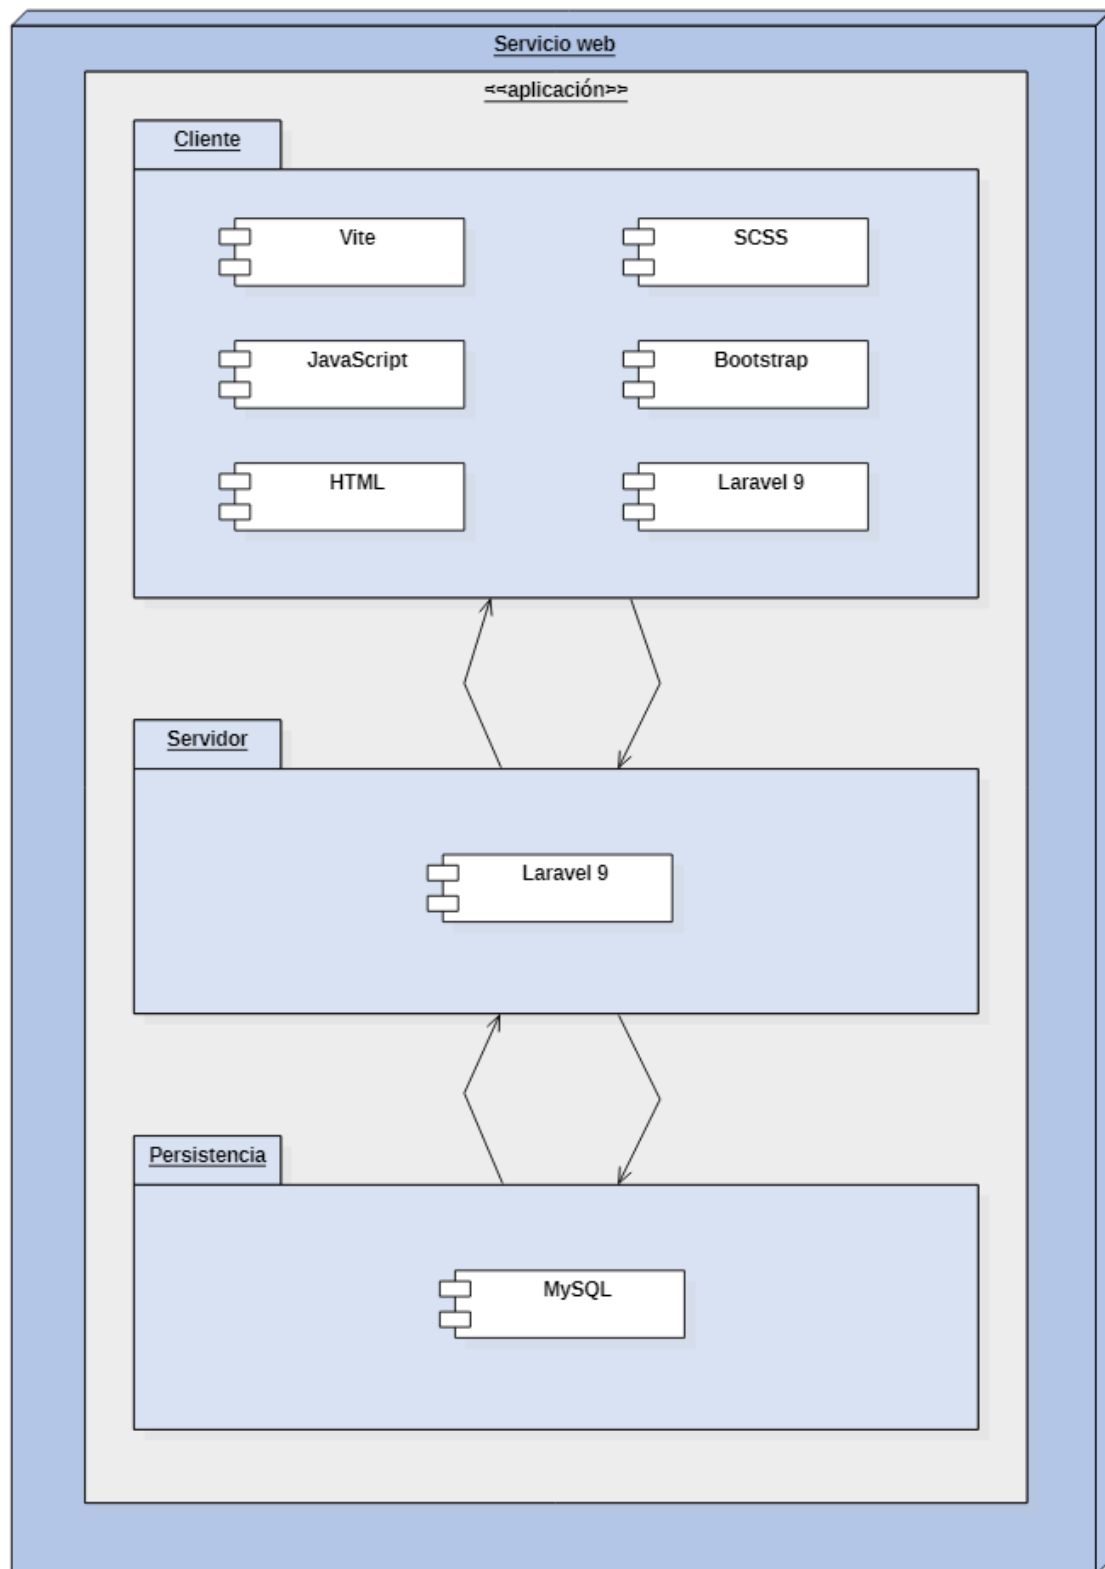 Servicio web
<<aplicación>>
Cliente
Vite
SCSS
JavaScript
Bootstrap
HTML
Laravel 9
Servidor
Laravel 9
Persistencia
MySQL